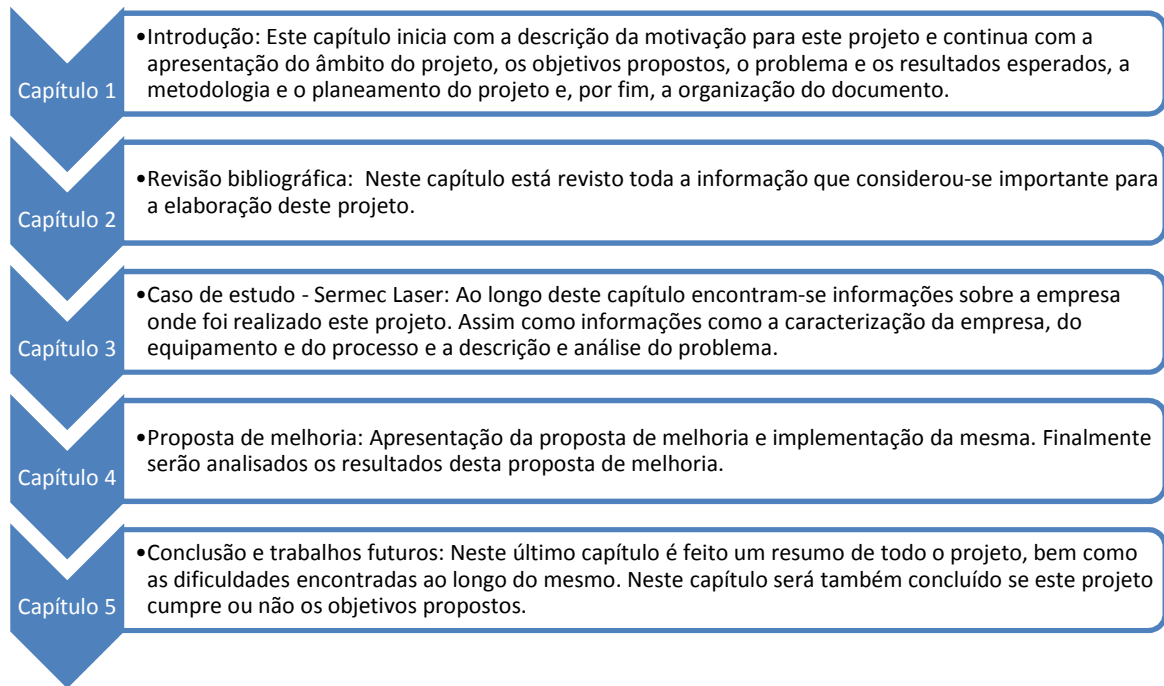 Capítulo 1
•Introdução: Este capítulo inicia com a descrição da motivação para este projeto e continua com a
apresentação do âmbito do projeto, os objetivos propostos, o problema e os resultados esperados, a
metodologia e o planeamento do projeto e, por fim, a organização do documento.
Capítulo 2
•Revisão bibliográfica: Neste capítulo está revisto toda a informação que considerou-se importante para
a elaboração deste projeto.
Capítulo 3
•Caso de estudo - Sermec Laser: Ao longo deste capítulo encontram-se informações sobre a empresa
onde foi realizado este projeto. Assim como informações como a caracterização da empresa, do
equipamento e do processo e a descrição e análise do problema.
Capítulo 4
•Proposta de melhoria: Apresentação da proposta de melhoria e implementação da mesma. Finalmente
serão analisados os resultados desta proposta de melhoria.
Capítulo 5
•Conclusão e trabalhos futuros: Neste último capítulo é feito um resumo de todo o projeto, bem como
as dificuldades encontradas ao longo do mesmo. Neste capítulo será também concluído se este projeto
cumpre ou não os objetivos propostos.